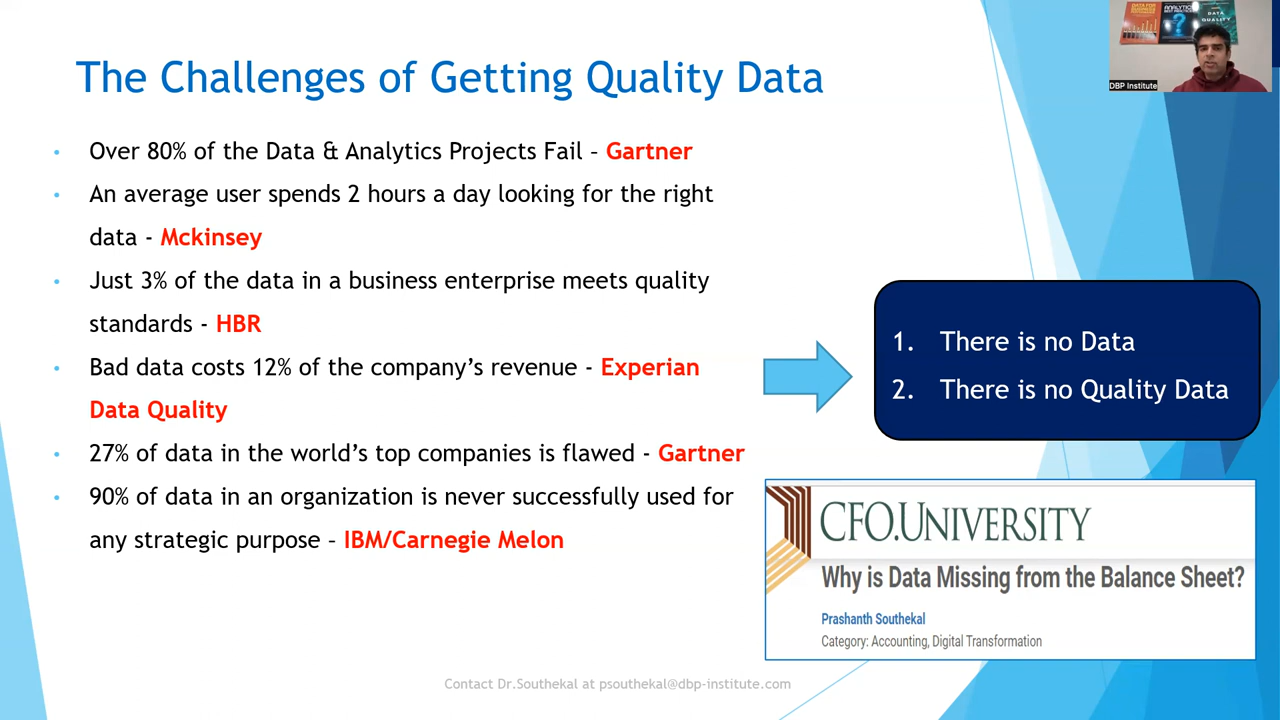 The Challenges of Getting Quality Data
• Over 80% of the Data & Analytics Projects Fail – Gartner
• An average user spends 2 hours a day looking for the right
data - Mckinsey
• Just 3% of the data in a business enterprise meets quality
standards - HBR
• Bad data costs 12% of the company's revenue - Experian
Data Quality
• 27% of data in the world's top companies is flawed - Gartner
• 90% of data in an organization is never successfully used for
any strategic purpose – IBM/Carnegie Melon
1. There is no Data
2. There is no Quality Data
CFO.UNIVERSITY
Why is Data Missing from the Balance Sheet?
Prashanth Southekal
Category: Accounting, Digital Transformation
Contact Dr.Southekal at psouthekal@dbp-institute.com
DATA FOR
BUSINESS
ANALYTICS
DATA
QUALITY
DBP Institute